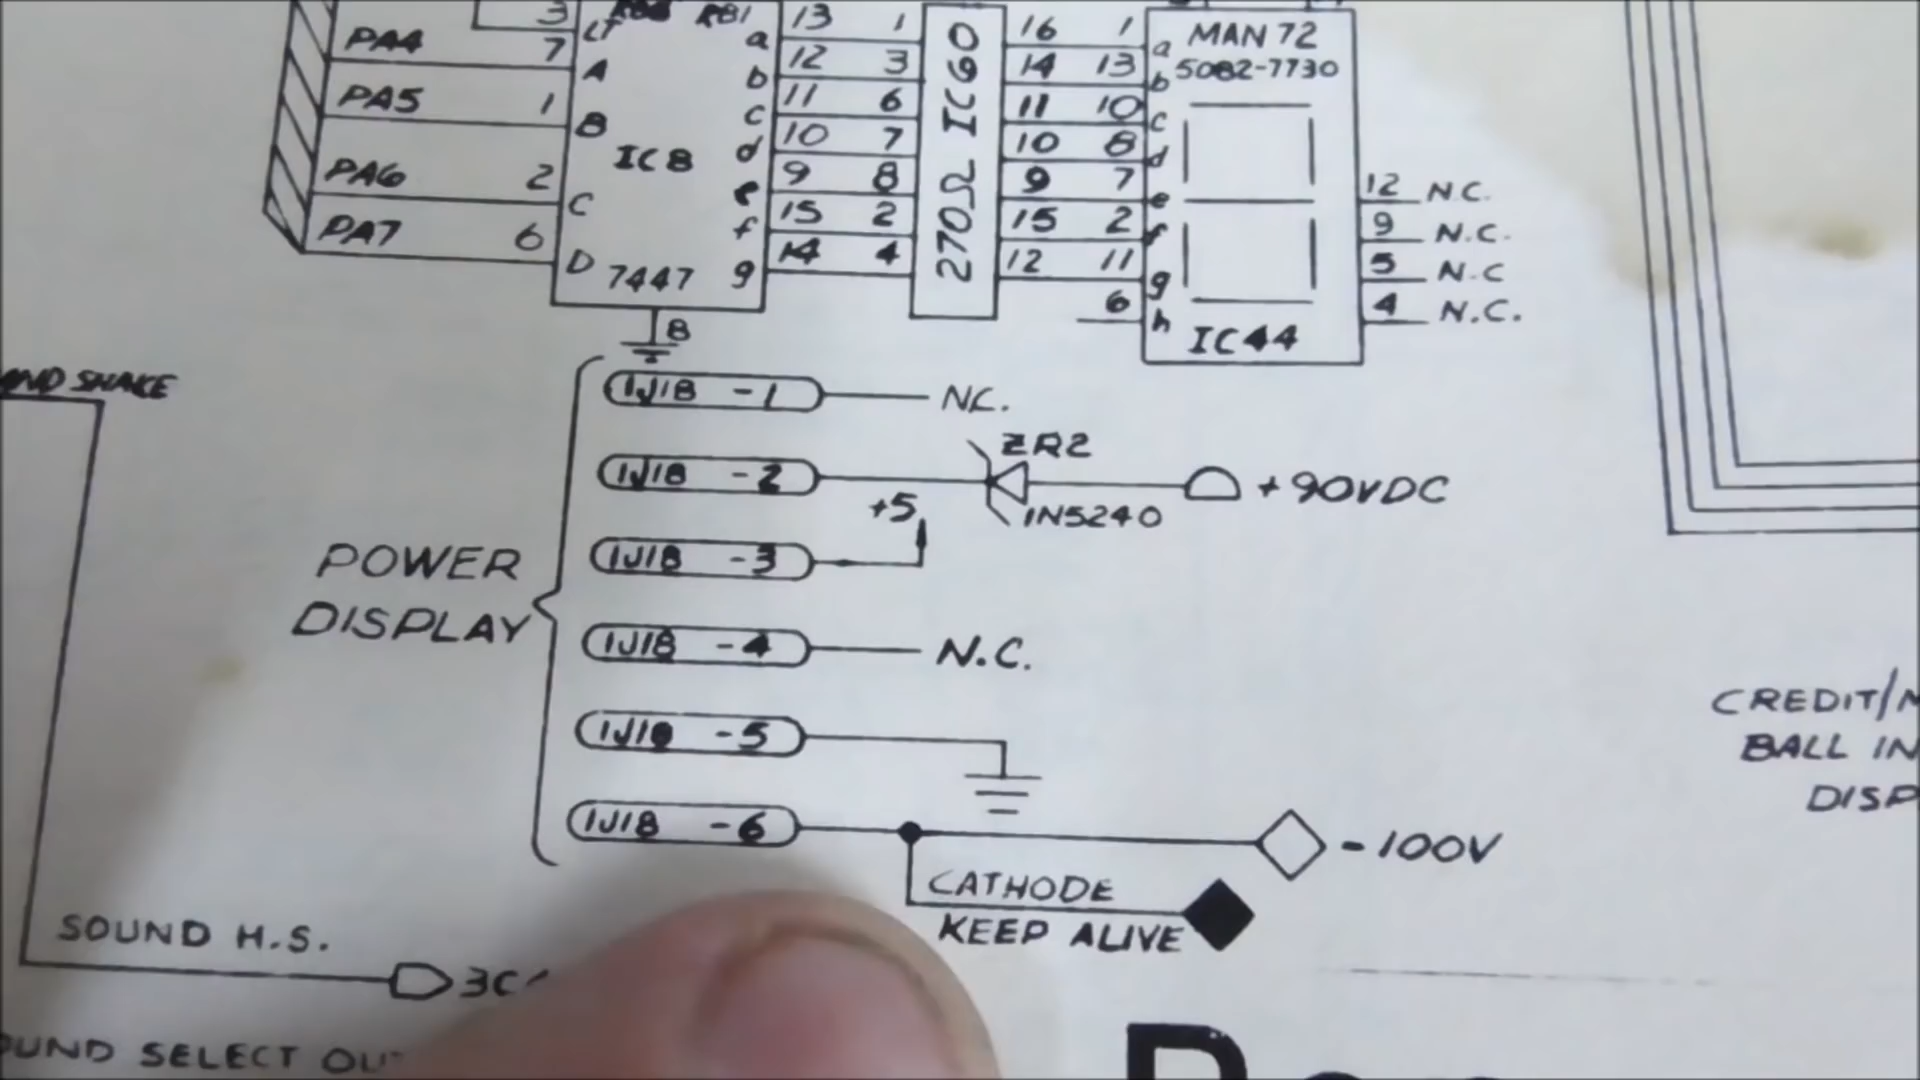 3 LT RBI 13 1 16 1 a MAN 72
PA4 7 A a 12 3 14 13 b 5082-7730
PA5 1 B b 11 6 11 10 c
c 10 7 10 8 d
IC8 d 9 8 9 7 e
PA6 2 C e 15 2 15 2 f 12 N.C.
PA7 6 D f 14 4 12 11 g 9 N.C.
7447 g 270Ω IC60 6 h 5 N.C
IC44 4 N.C.
8
1J18 -1 N.C.
1J18 -2 ZR2 1N5240 +90VDC
+5
1J18 -3
POWER
DISPLAY
1J18 -4 N.C.
1J18 -5
1J18 -6 -100V
CATHODE
KEEP ALIVE
CREDIT/
BALL IN
SOUND H.S.
SELECT